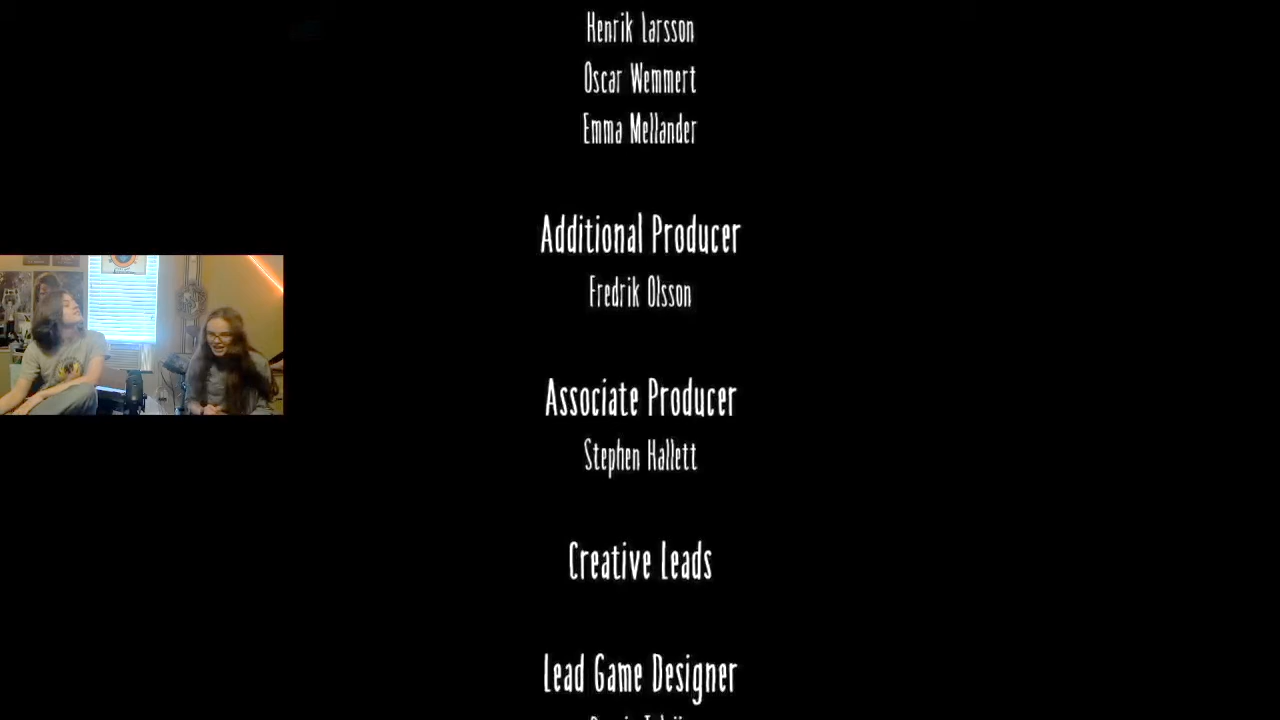 Henrik Larsson
Oscar Wemmert
Emma Mellander
Additional Producer
Fredrik Olsson
Associate Producer
Stephen Hallett
Creative Leads
Lead Game Designer